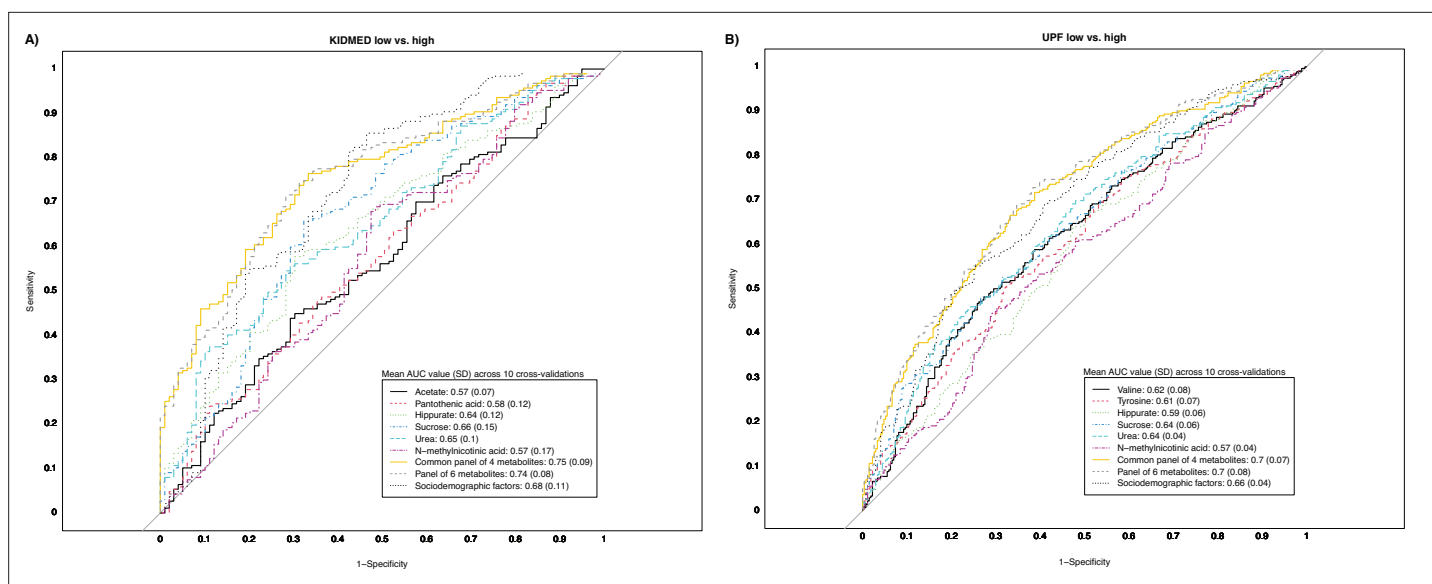 A)
KIDMED low vs. high
1
0.9
0.8
0.7
0.6
0.5
0.4
0.3
0.2
0.1
0
Sensitivity
Mean AUC value (SD) across 10 cross-validations
Acetate: 0.57 (0.07)
Pantothenic acid: 0.58 (0.12)
Hippurate: 0.64 (0.12)
Sucrose: 0.66 (0.15)
Urea: 0.65 (0.1)
N−methylnicotinic acid: 0.57 (0.17)
Common panel of 4 metabolites: 0.75 (0.09)
Panel of 6 metabolites: 0.74 (0.08)
Sociodemographic factors: 0.68 (0.11)
0 0.1 0.2 0.3 0.4 0.5 0.6 0.7 0.8 0.9 1
1−Specificity
B)
UPF low vs. high
1
0.9
0.8
0.7
0.6
0.5
0.4
0.3
0.2
0.1
0
Sensitivity
Mean AUC value (SD) across 10 cross-validations
Valine: 0.62 (0.08)
Tyrosine: 0.61 (0.07)
Hippurate: 0.59 (0.06)
Sucrose: 0.64 (0.06)
Urea: 0.64 (0.04)
N−methylnicotinic acid: 0.57 (0.04)
Common panel of 4 metabolites: 0.7 (0.07)
Panel of 6 metabolites: 0.7 (0.08)
Sociodemographic factors: 0.66 (0.04)
0 0.1 0.2 0.3 0.4 0.5 0.6 0.7 0.8 0.9 1
1−Specificity